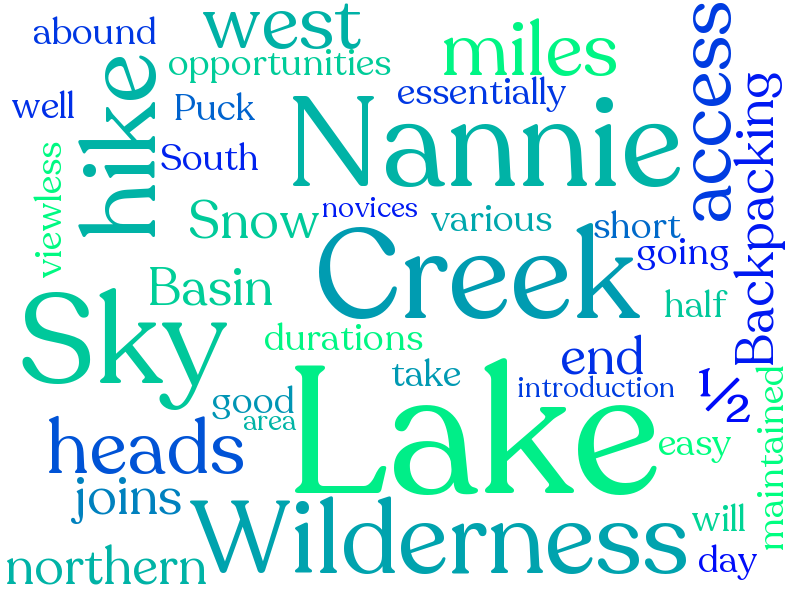 abound
west
miles
access
opportunities
hike
essentially
well
Puck
Nannie
Backpacking
South
viewless
Snow
novices
various
short
Creek
going
Basin
Sky
half
durations
end
take
introduction
½
good
Lake
area
maintained
heads
easy
joins
Wilderness
will
northern
day